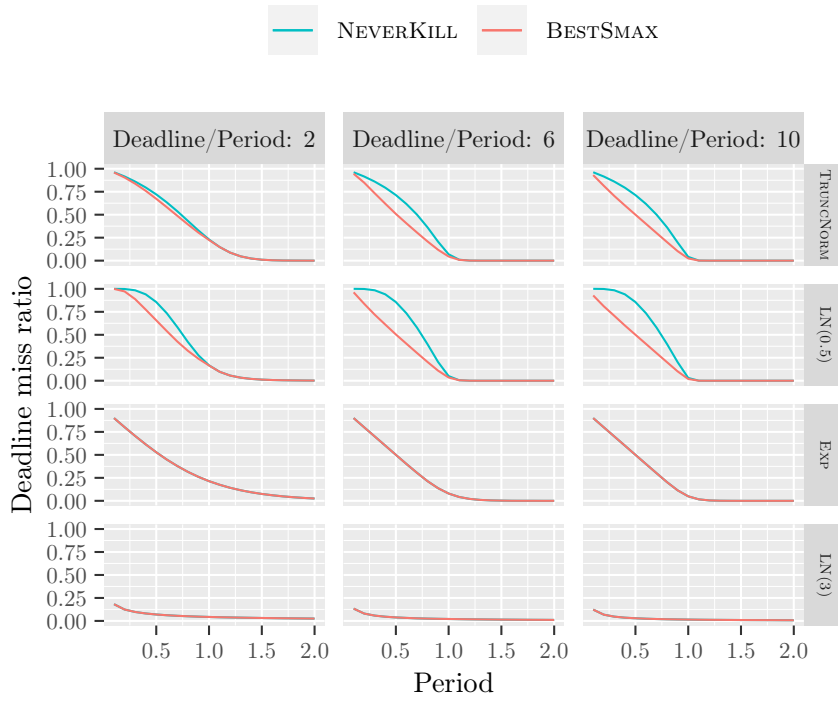 NEVERKILL BESTSMAX
Deadline/Period: 2 Deadline/Period: 6 Deadline/Period: 10
Deadline miss ratio
1.00
0.75
0.50
0.25
0.00
TRUNCNORM
1.00
0.75
0.50
0.25
0.00
LN(0.5)
1.00
0.75
0.50
0.25
0.00
EXP
1.00
0.75
0.50
0.25
0.00
LN(3)
0.5 1.0 1.5 2.0 0.5 1.0 1.5 2.0 0.5 1.0 1.5 2.0
Period